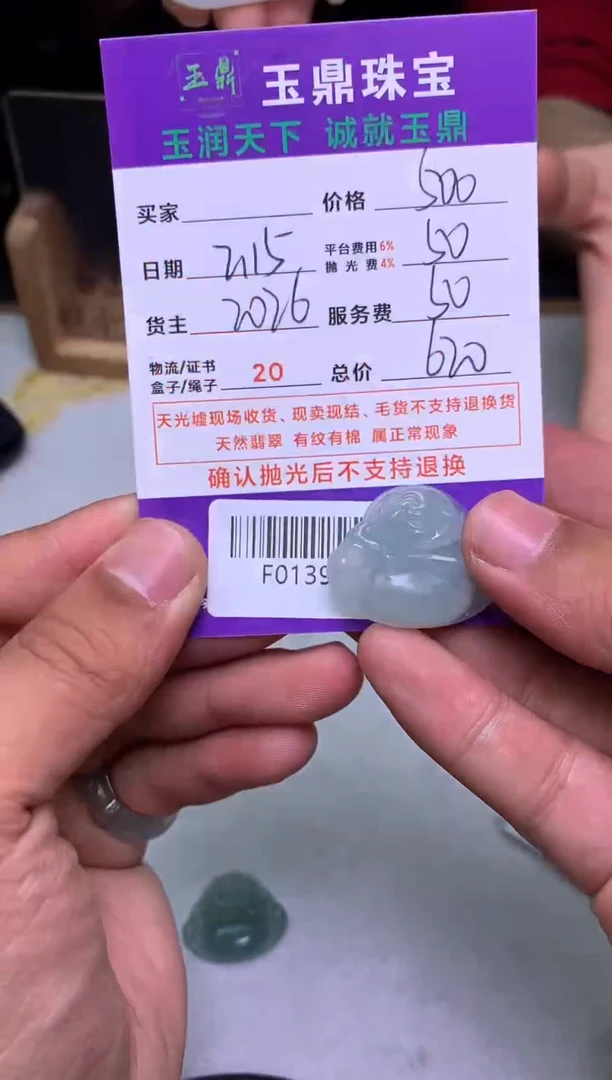 玉鼎
玉鼎珠宝
玉润天下 诚就玉鼎
买家 价格 500
日期 2.15 平台费用6% 抛光费4% 50
货主 2026 服务费 50
物流/证书 盒子/绳子 20 总价 620
天光墟现场收货、现卖现结、毛货不支持退换货
天然翡翠 有纹有棉 属正常现象
确认抛光后不支持退换
F0139